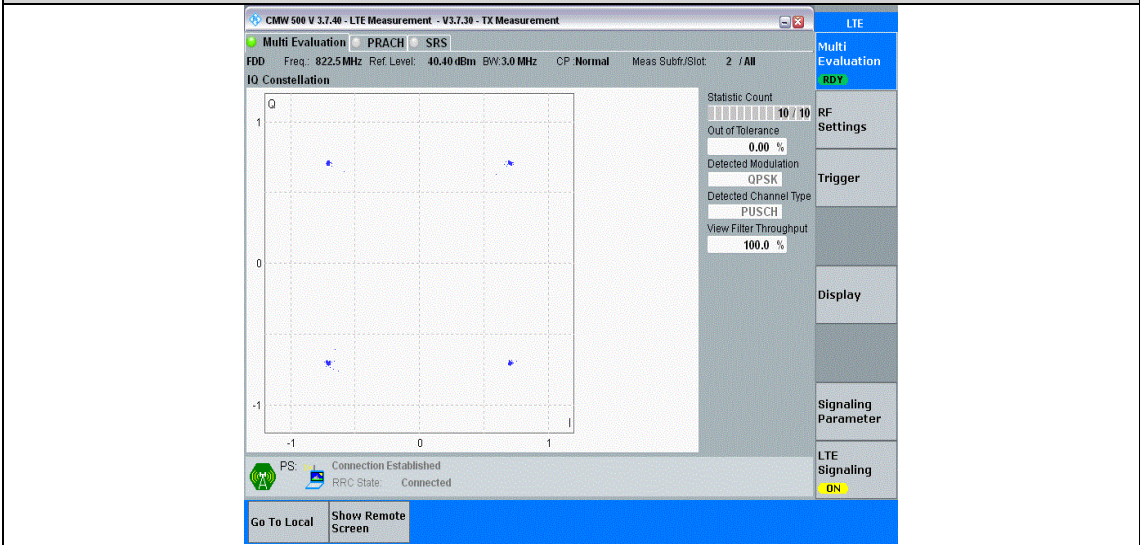 CMW 500 V 3.7.40 - LTE Measurement - V3.7.30 - TX Measurement
LTE
Multi Evaluation PRACH SRS
FDD Freq.: 822.5 MHz Ref. Level: 40.40 dBm BW: 3.0 MHz CP :Normal Meas Subfr./Slot: 2 / All
IQ Constellation
Q
1
0
-1
-1 0 1
I
Statistic Count
10 / 10
Out of Tolerance
0.00 %
Detected Modulation
QPSK
Detected Channel Type
PUSCH
View Filter Throughput
100.0 %
Multi
Evaluation
RDY
RF
Settings
Trigger
Display
Signaling
Parameter
LTE
Signaling
ON
PS: Connection Established
RRC State: Connected
Go To Local
Show Remote
Screen